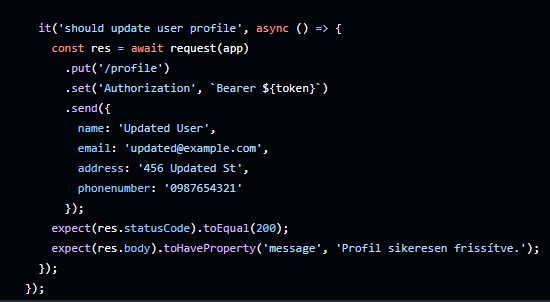 it('should update user profile', async () => {
const res = await request(app)
.put('/profile')
.set('Authorization', `Bearer ${token}`)
.send({
name: 'Updated User',
email: 'updated@example.com',
address: '456 Updated St',
phonenumber: '0987654321'
});
expect(res.statusCode).toEqual(200);
expect(res.body).toHaveProperty('message', 'Profil sikeresen frissítve.');
});
});